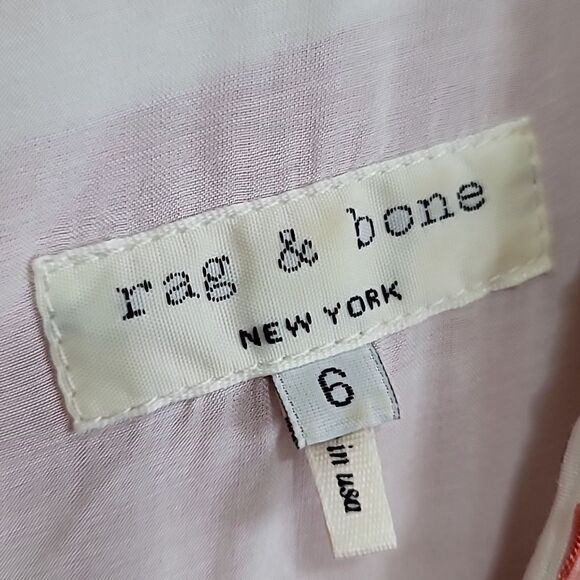 rag & bone
NEW YORK
6
in usa